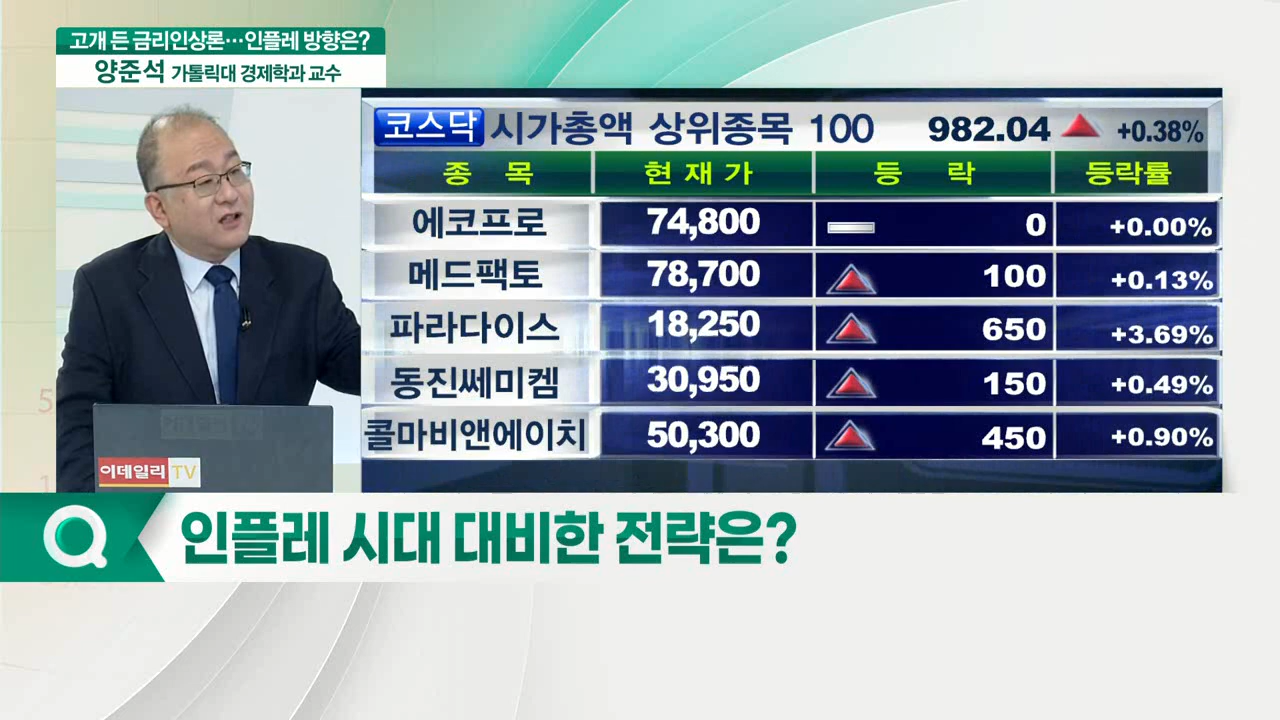 고개 든 금리인상론…인플레 방향은?
양준석 가톨릭대 경제학과 교수
코스닥 시가총액 상위종목 100 982.04 +0.38%
종 목 현재가 등 락 등락률
에코프로 74,800 0 +0.00%
메드팩토 78,700 100 +0.13%
파라다이스 18,250 650 +3.69%
동진쎄미켐 30,950 150 +0.49%
콜마비앤에이치 50,300 450 +0.90%
이데일리 TV
인플레 시대 대비한 전략은?